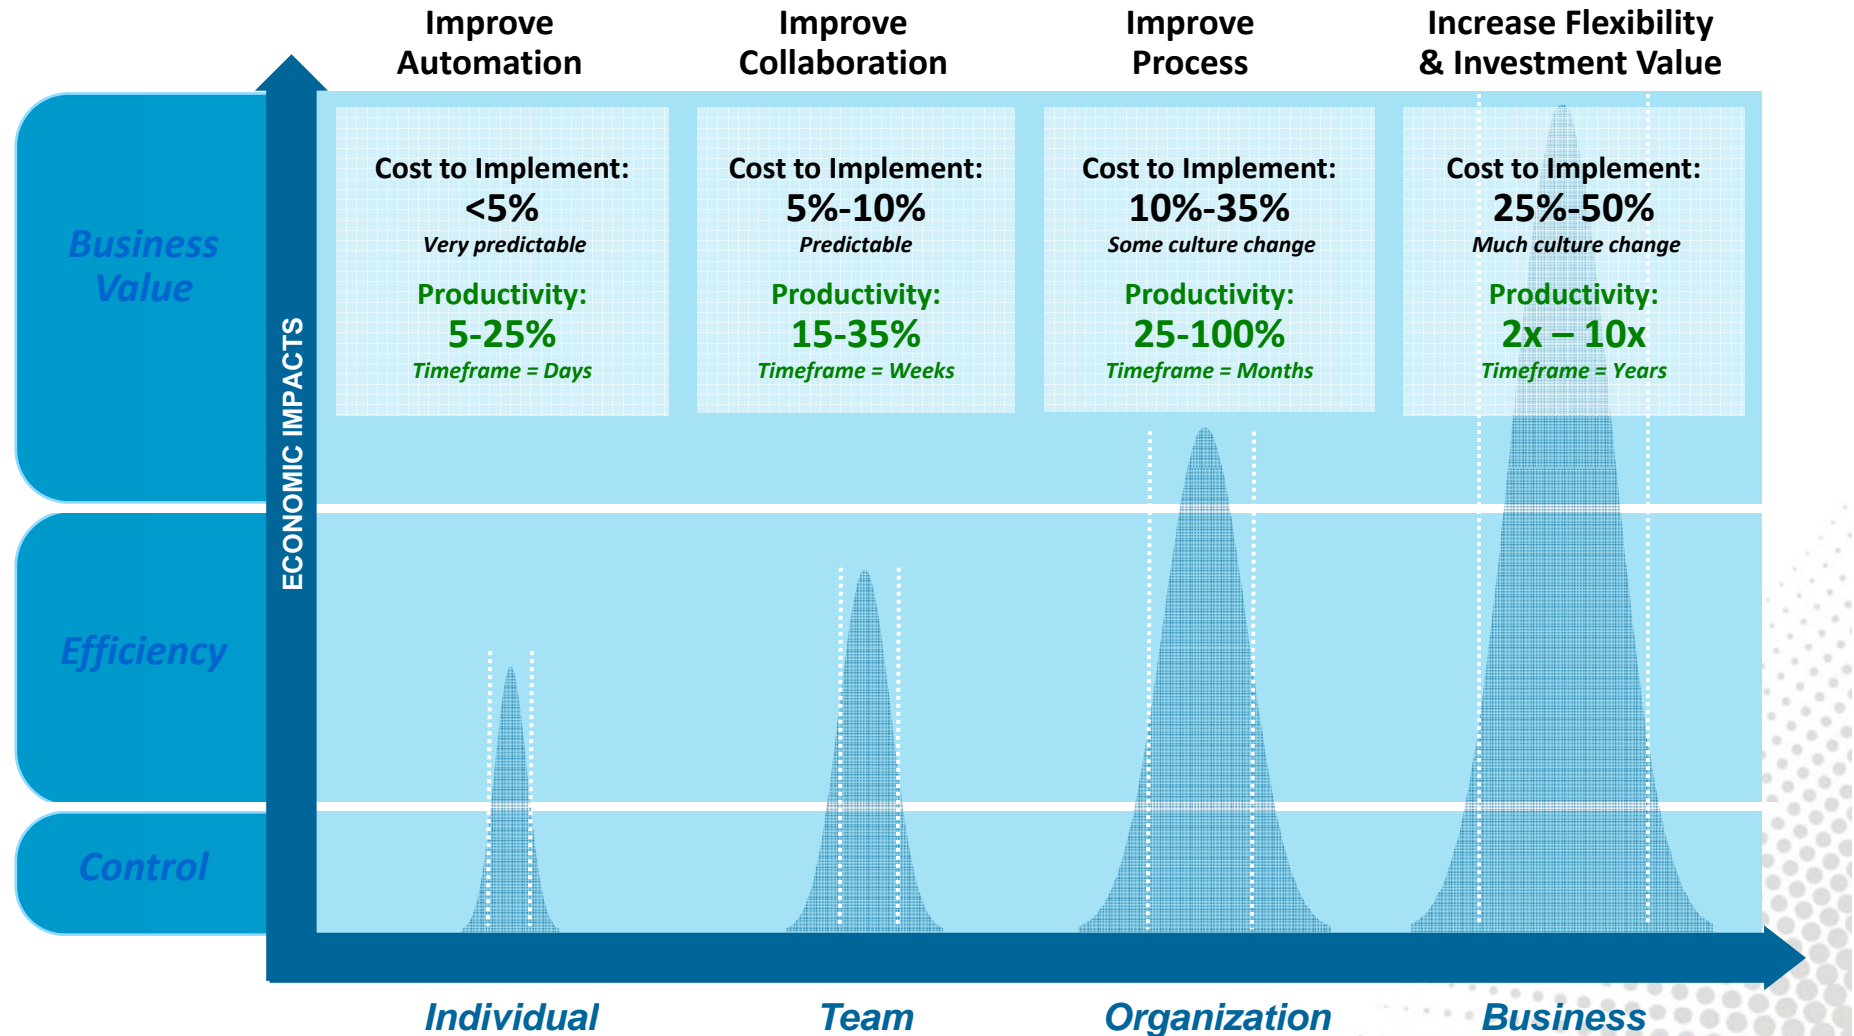 Improve
Automation
Improve
Collaboration
Improve
Process
Increase Flexibility
& Investment Value
Business
Value
Efficiency
Control
ECONOMIC IMPACTS
Cost to Implement:
<5%
Very predictable
Productivity:
5-25%
Timeframe = Days
Cost to Implement:
5%-10%
Predictable
Productivity:
15-35%
Timeframe = Weeks
Cost to Implement:
10%-35%
Some culture change
Productivity:
25-100%
Timeframe = Months
Cost to Implement:
25%-50%
Much culture change
Productivity:
2x – 10x
Timeframe = Years
Individual
Team
Organization
Business